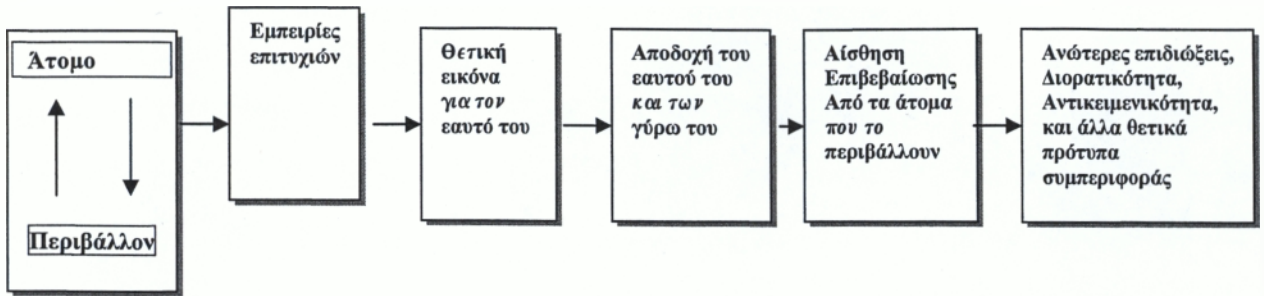 Άτομο
Περιβάλλον
Εμπειρίες
επιτυχιών
Θετική
εικόνα
για τον
εαυτό του
Αποδοχή του
εαυτού του
και των
γύρω του
Αίσθηση
Επιβεβαίωσης
Από τα άτομα
που το
περιβάλλουν
Ανώτερες επιδιώξεις,
Διορατικότητα,
Αντικειμενικότητα,
και άλλα θετικά
πρότυπα
συμπεριφοράς